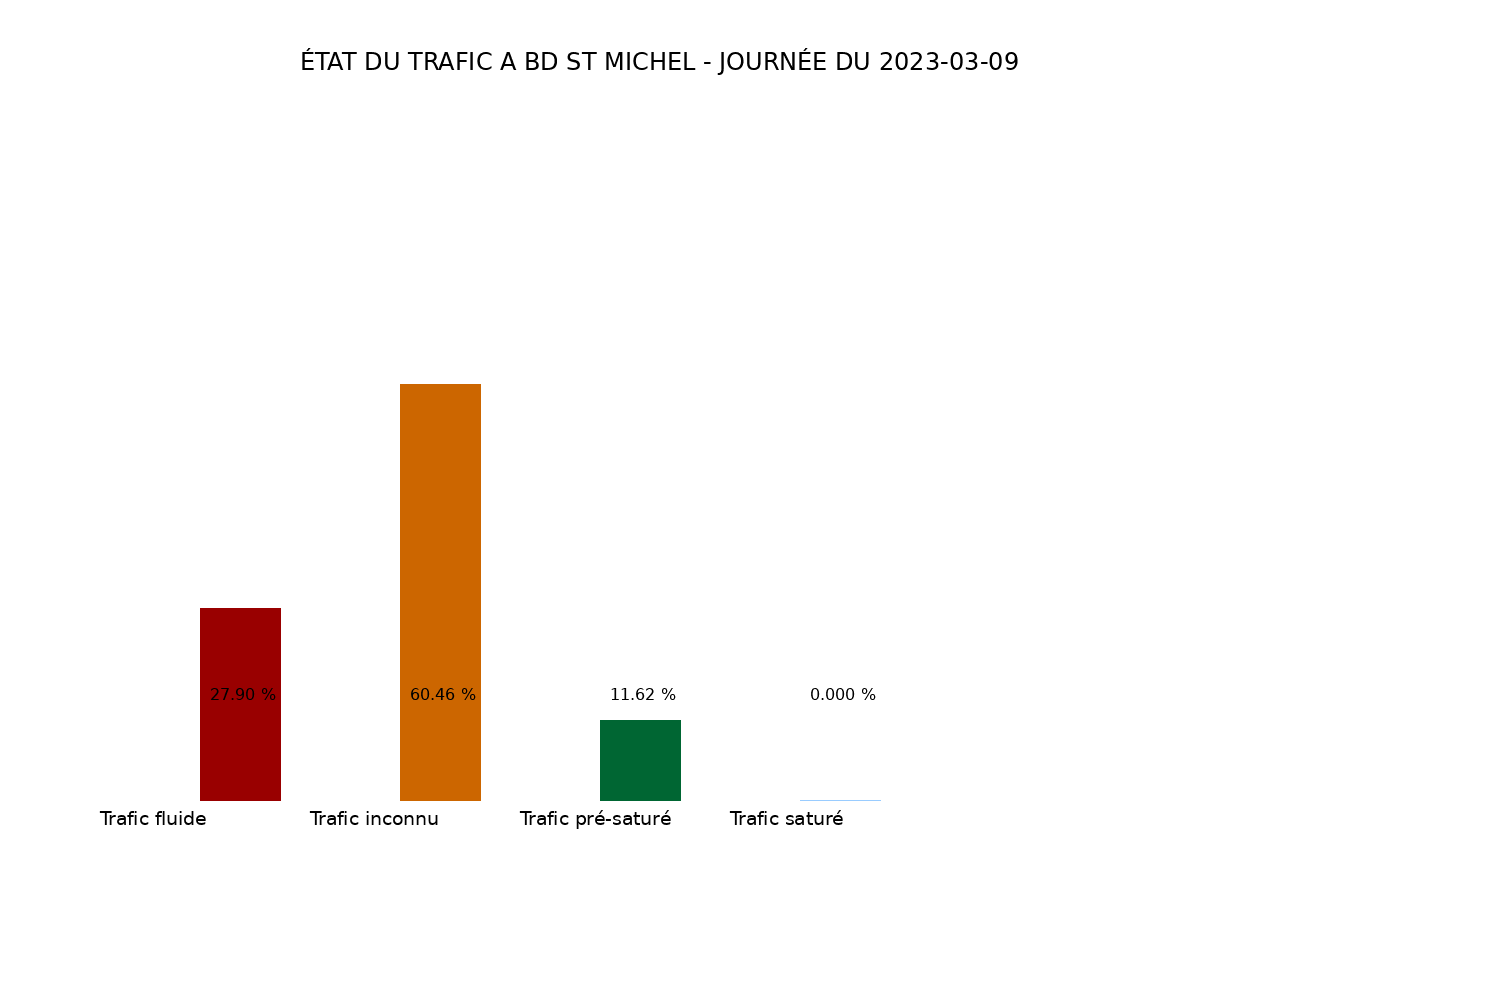 ÉTAT DU TRAFIC A BD ST MICHEL - JOURNÉE DU 2023-03-09
27.90 % 60.46 % 11.62 % 0.000 %
Trafic fluide Trafic inconnu Trafic pré-saturé Trafic saturé